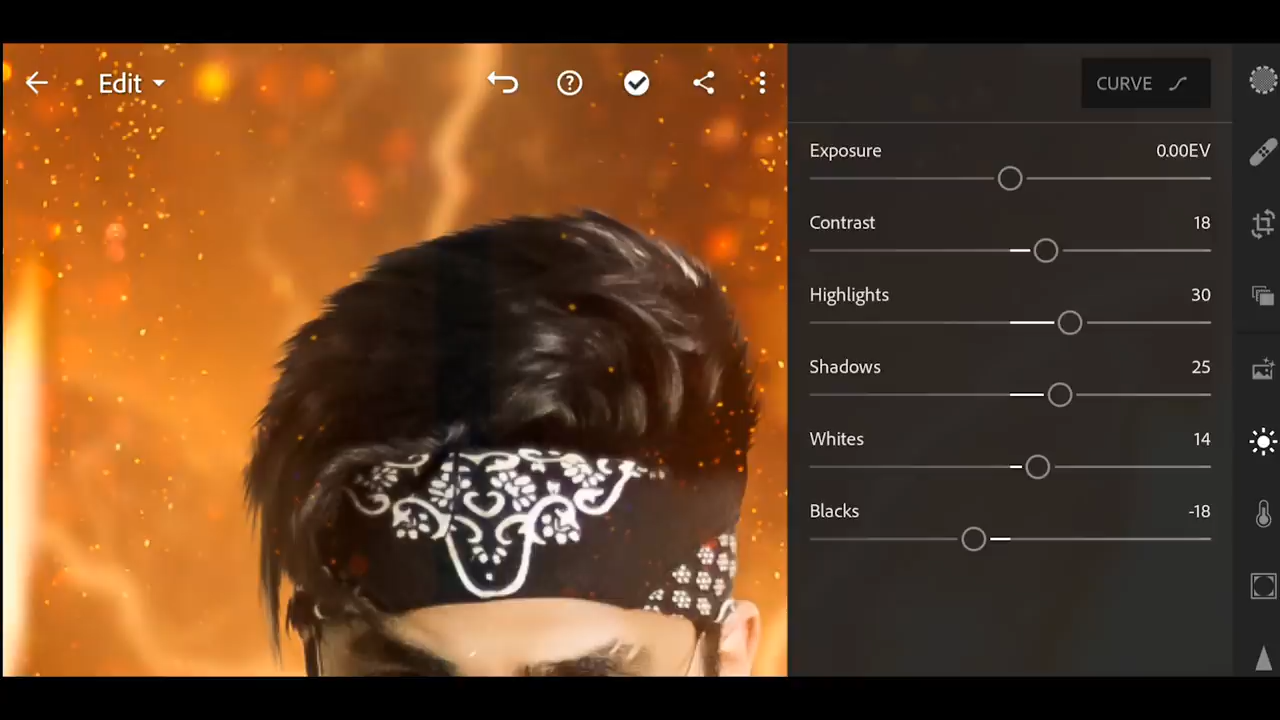 Edit
CURVE
Exposure 0.00EV
Contrast 18
Highlights 30
Shadows 25
Whites 14
Blacks -18